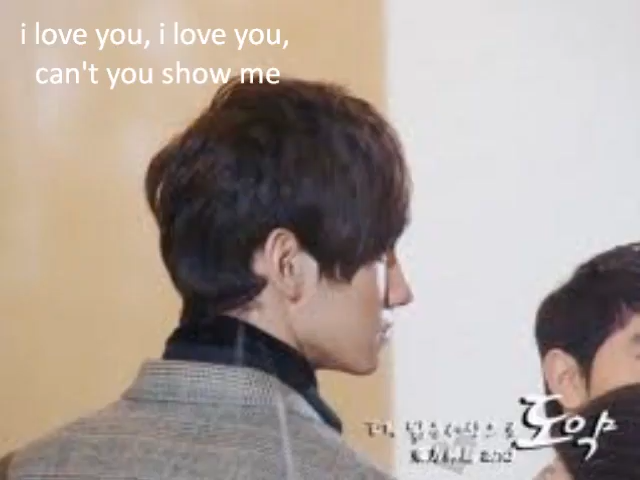 i love you, i love you,
can't you show me
도약